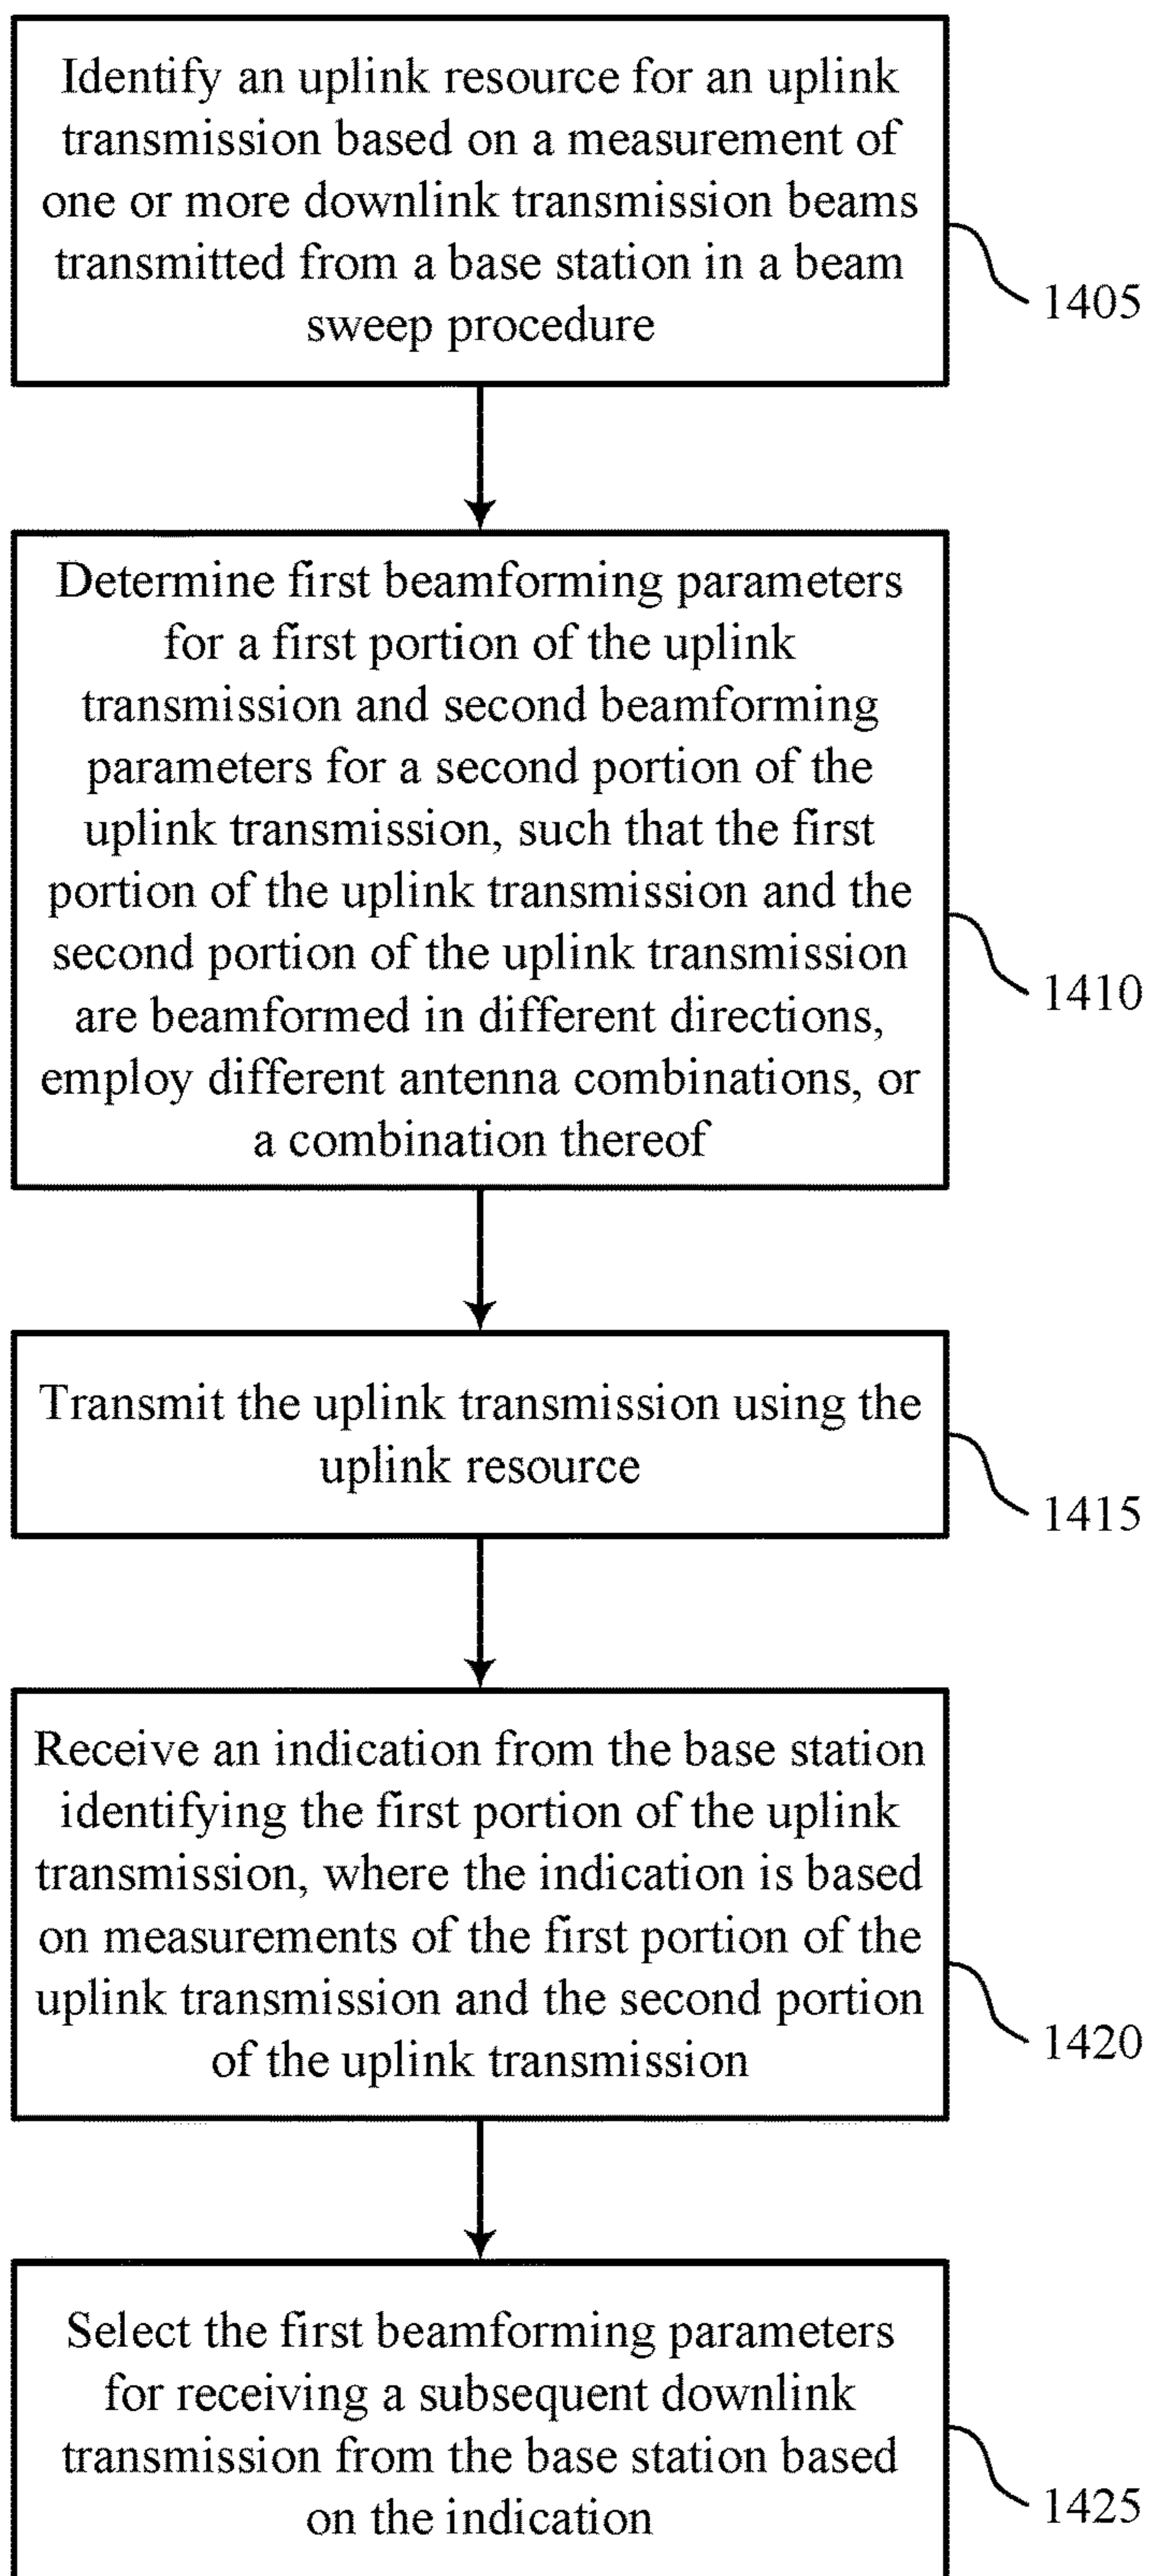 Identify an uplink resource for an uplink
transmission based on a measurement of
one or more downlink transmission beams
transmitted from a base station in a beam
sweep procedure
1405
Determine first beamforming parameters
for a first portion of the uplink
transmission and second beamforming
parameters for a second portion of the
uplink transmission, such that the first
portion of the uplink transmission and the
second portion of the uplink transmission
are beamformed in different directions,
employ different antenna combinations, or
a combination thereof
1410
Transmit the uplink transmission using the
uplink resource
1415
Receive an indication from the base station
identifying the first portion of the uplink
transmission, where the indication is based
on measurements of the first portion of the
uplink transmission and the second portion
of the uplink transmission
1420
Select the first beamforming parameters
for receiving a subsequent downlink
transmission from the base station based
on the indication
1425